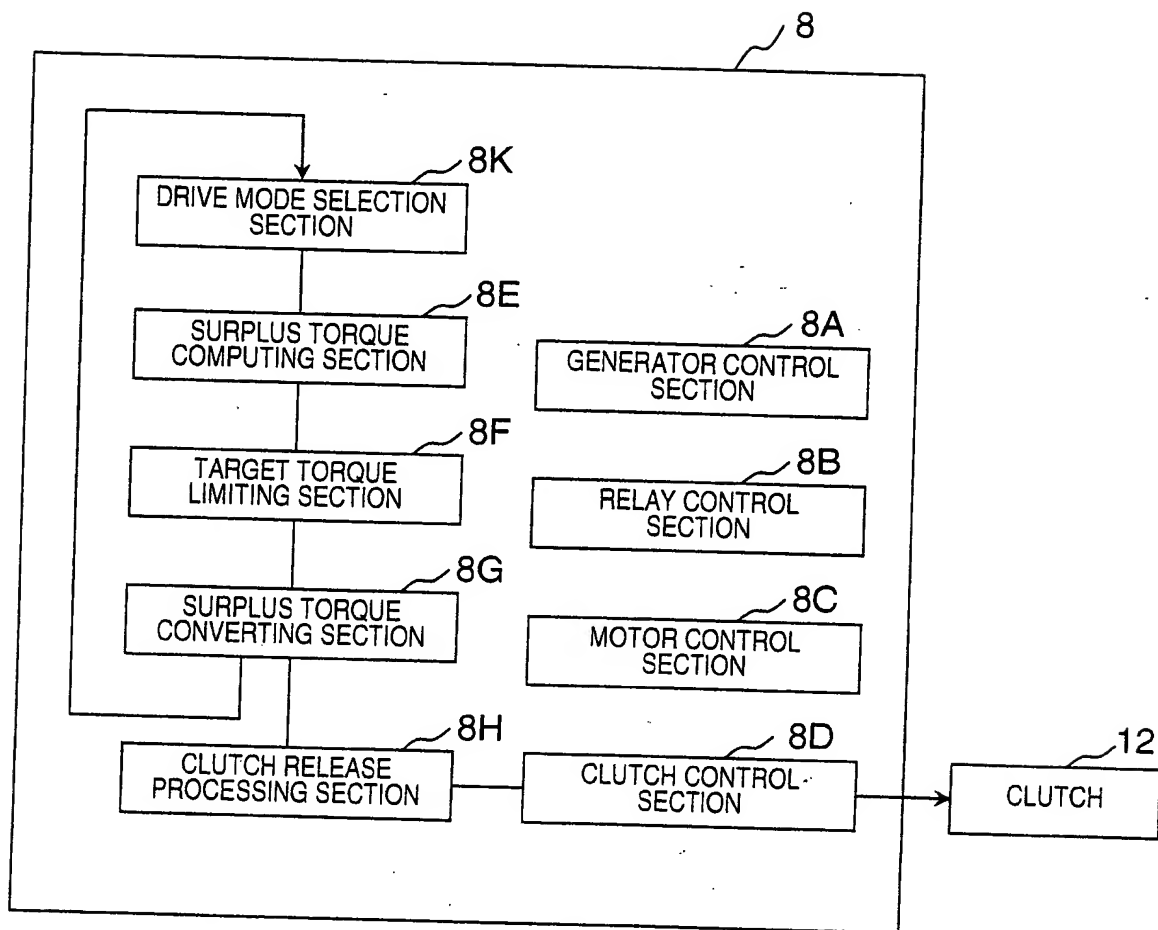 8
8K
DRIVE MODE SELECTION
SECTION
8E
SURPLUS TORQUE
COMPUTING SECTION
8A
GENERATOR CONTROL
SECTION
8F
TARGET TORQUE
LIMITING SECTION
8B
RELAY CONTROL
SECTION
8G
SURPLUS TORQUE
CONVERTING SECTION
8C
MOTOR CONTROL
SECTION
8H
CLUTCH RELEASE
PROCESSING SECTION
8D
CLUTCH CONTROL
SECTION
12
CLUTCH